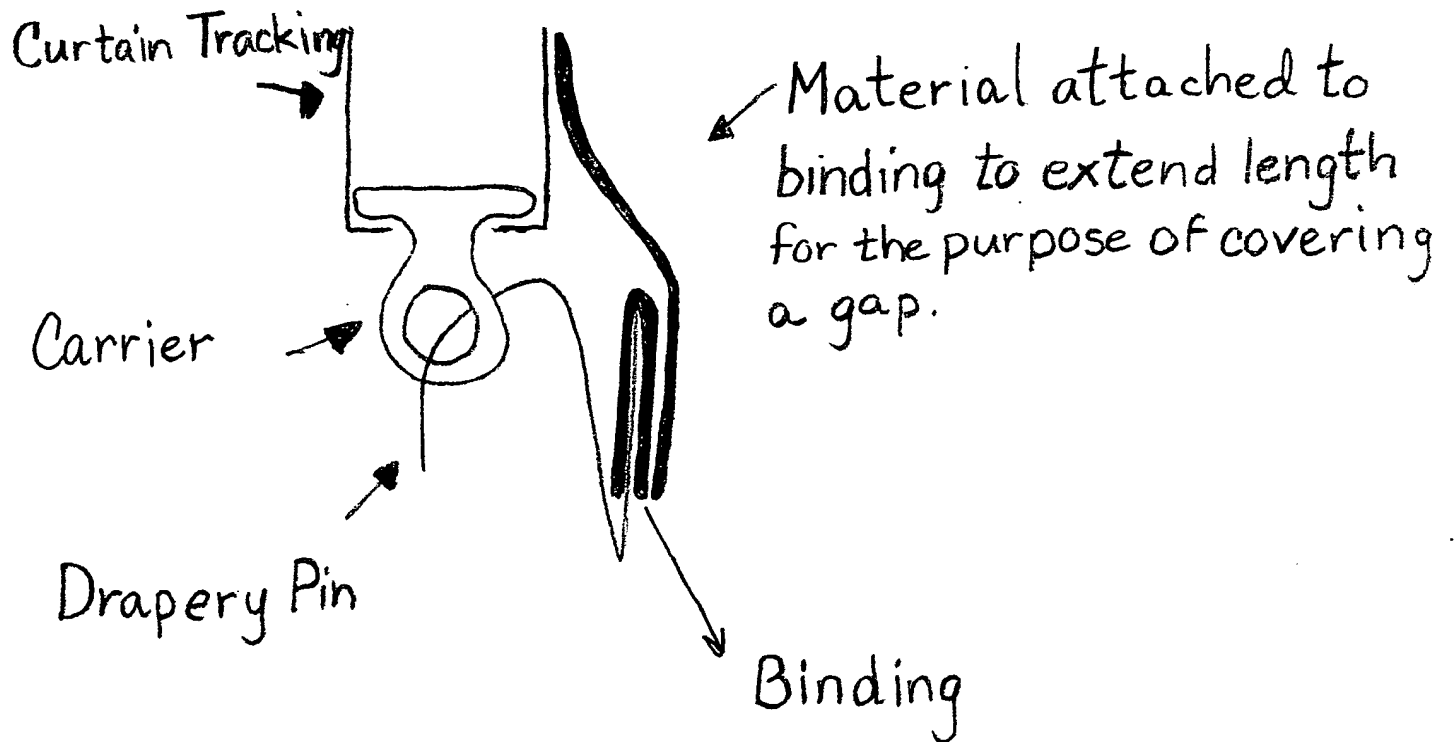 Curtain Tracking
Material attached to
binding to extend length
for the purpose of covering
a gap.
Carrier
Drapery Pin
Binding